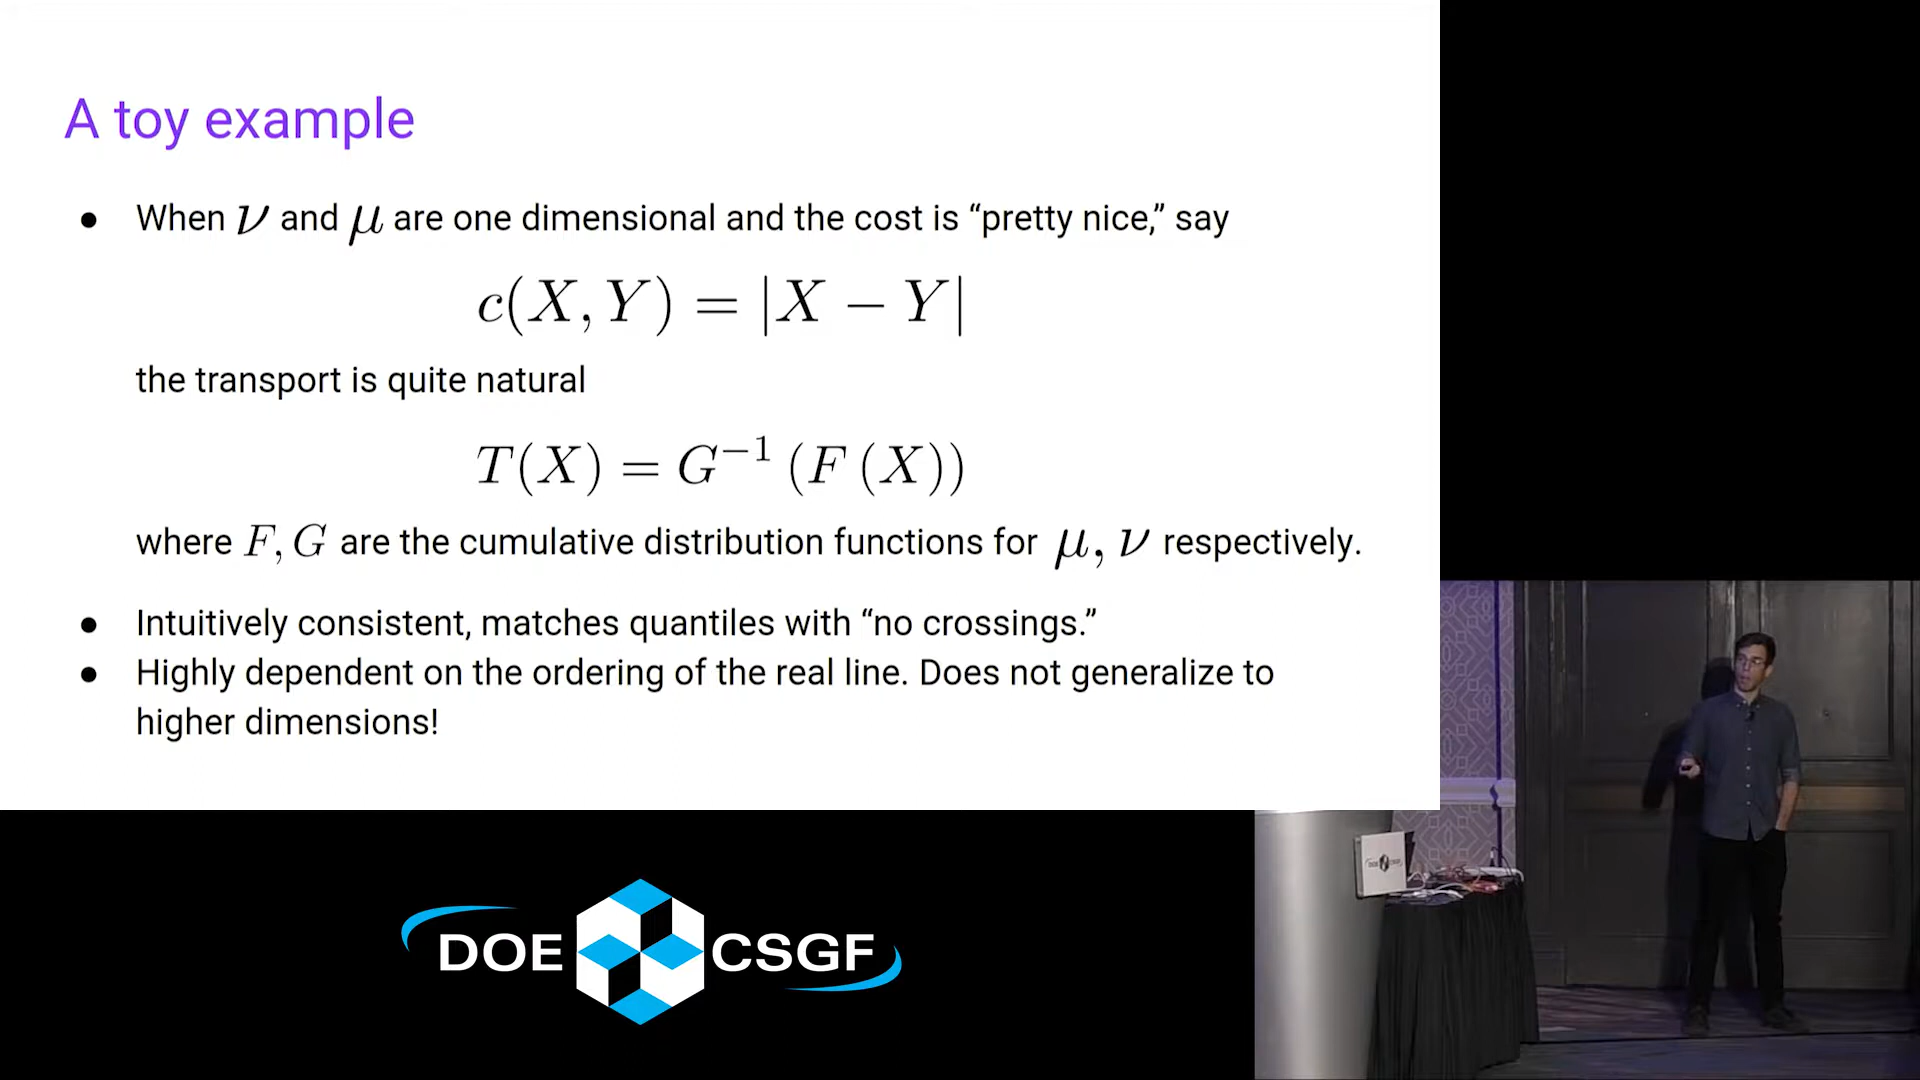 A toy example
● When ν and μ are one dimensional and the cost is “pretty nice,” say
c(X, Y) = |X − Y|
the transport is quite natural
T(X) = G⁻¹ (F (X))
where F, G are the cumulative distribution functions for μ, ν respectively.
● Intuitively consistent, matches quantiles with “no crossings.”
● Highly dependent on the ordering of the real line. Does not generalize to
higher dimensions!
DOE CSGF
DOE CSGF